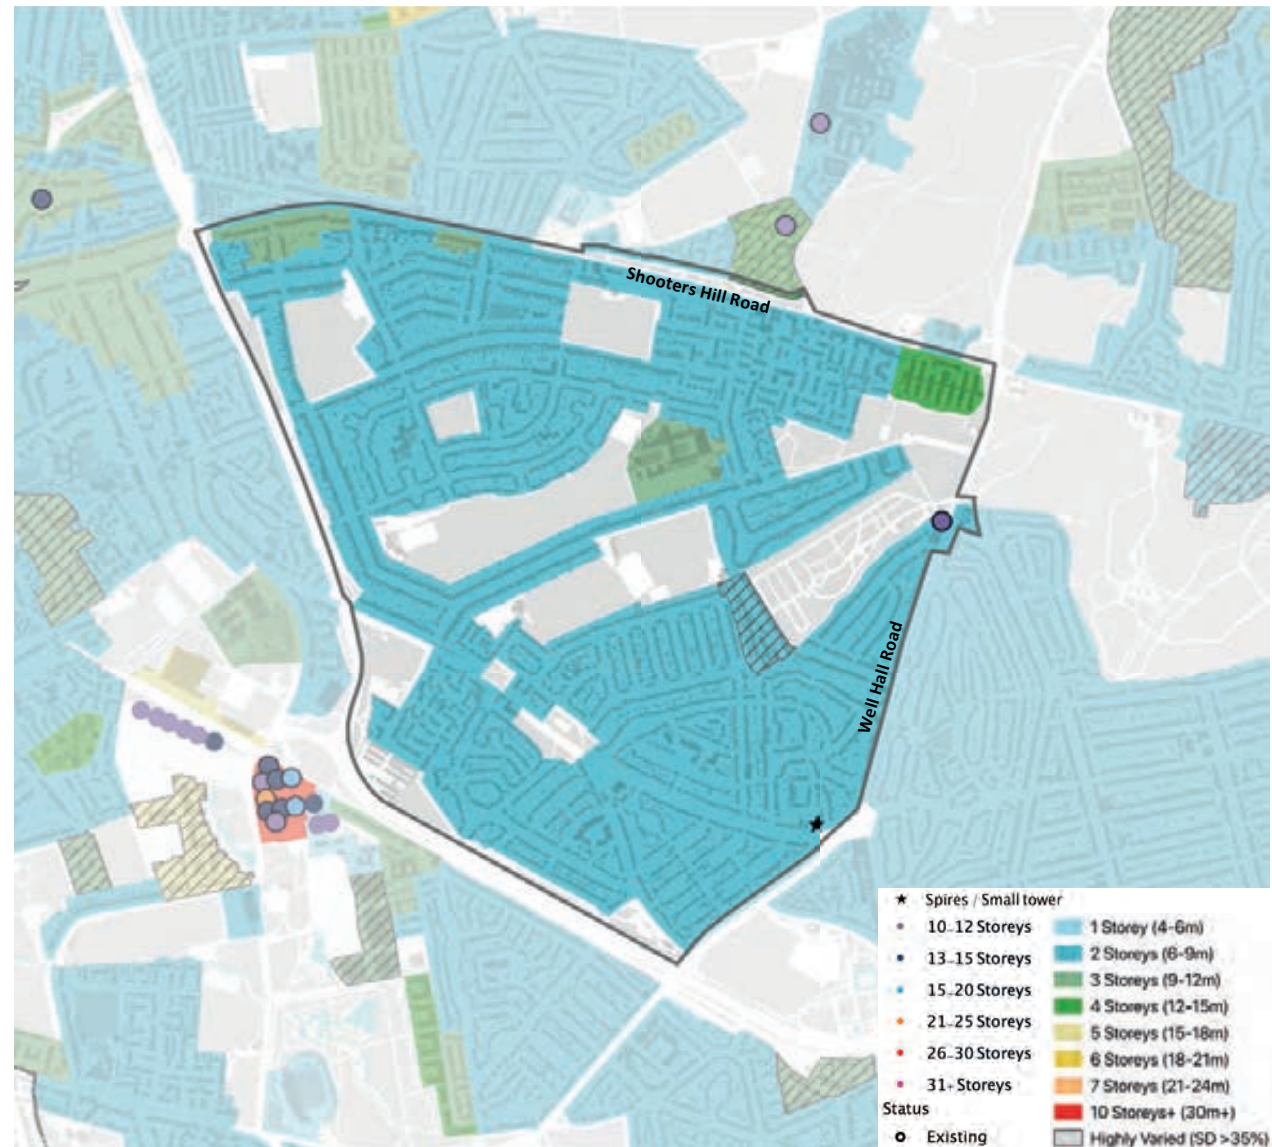 Shooters Hill Road
Well Hall Road
Spires / Small tower
10-12 Storeys
13-15 Storeys
15-20 Storeys
21-25 Storeys
26-30 Storeys
31+ Storeys
Status
Existing
1 Storey (4-6m)
2 Storeys (6-9m)
3 Storeys (9-12m)
4 Storeys (12-15m)
5 Storeys (15-18m)
6 Storeys (18-21m)
7 Storeys (21-24m)
10 Storeys+ (30m+)
Highly Varied (SD >35%)